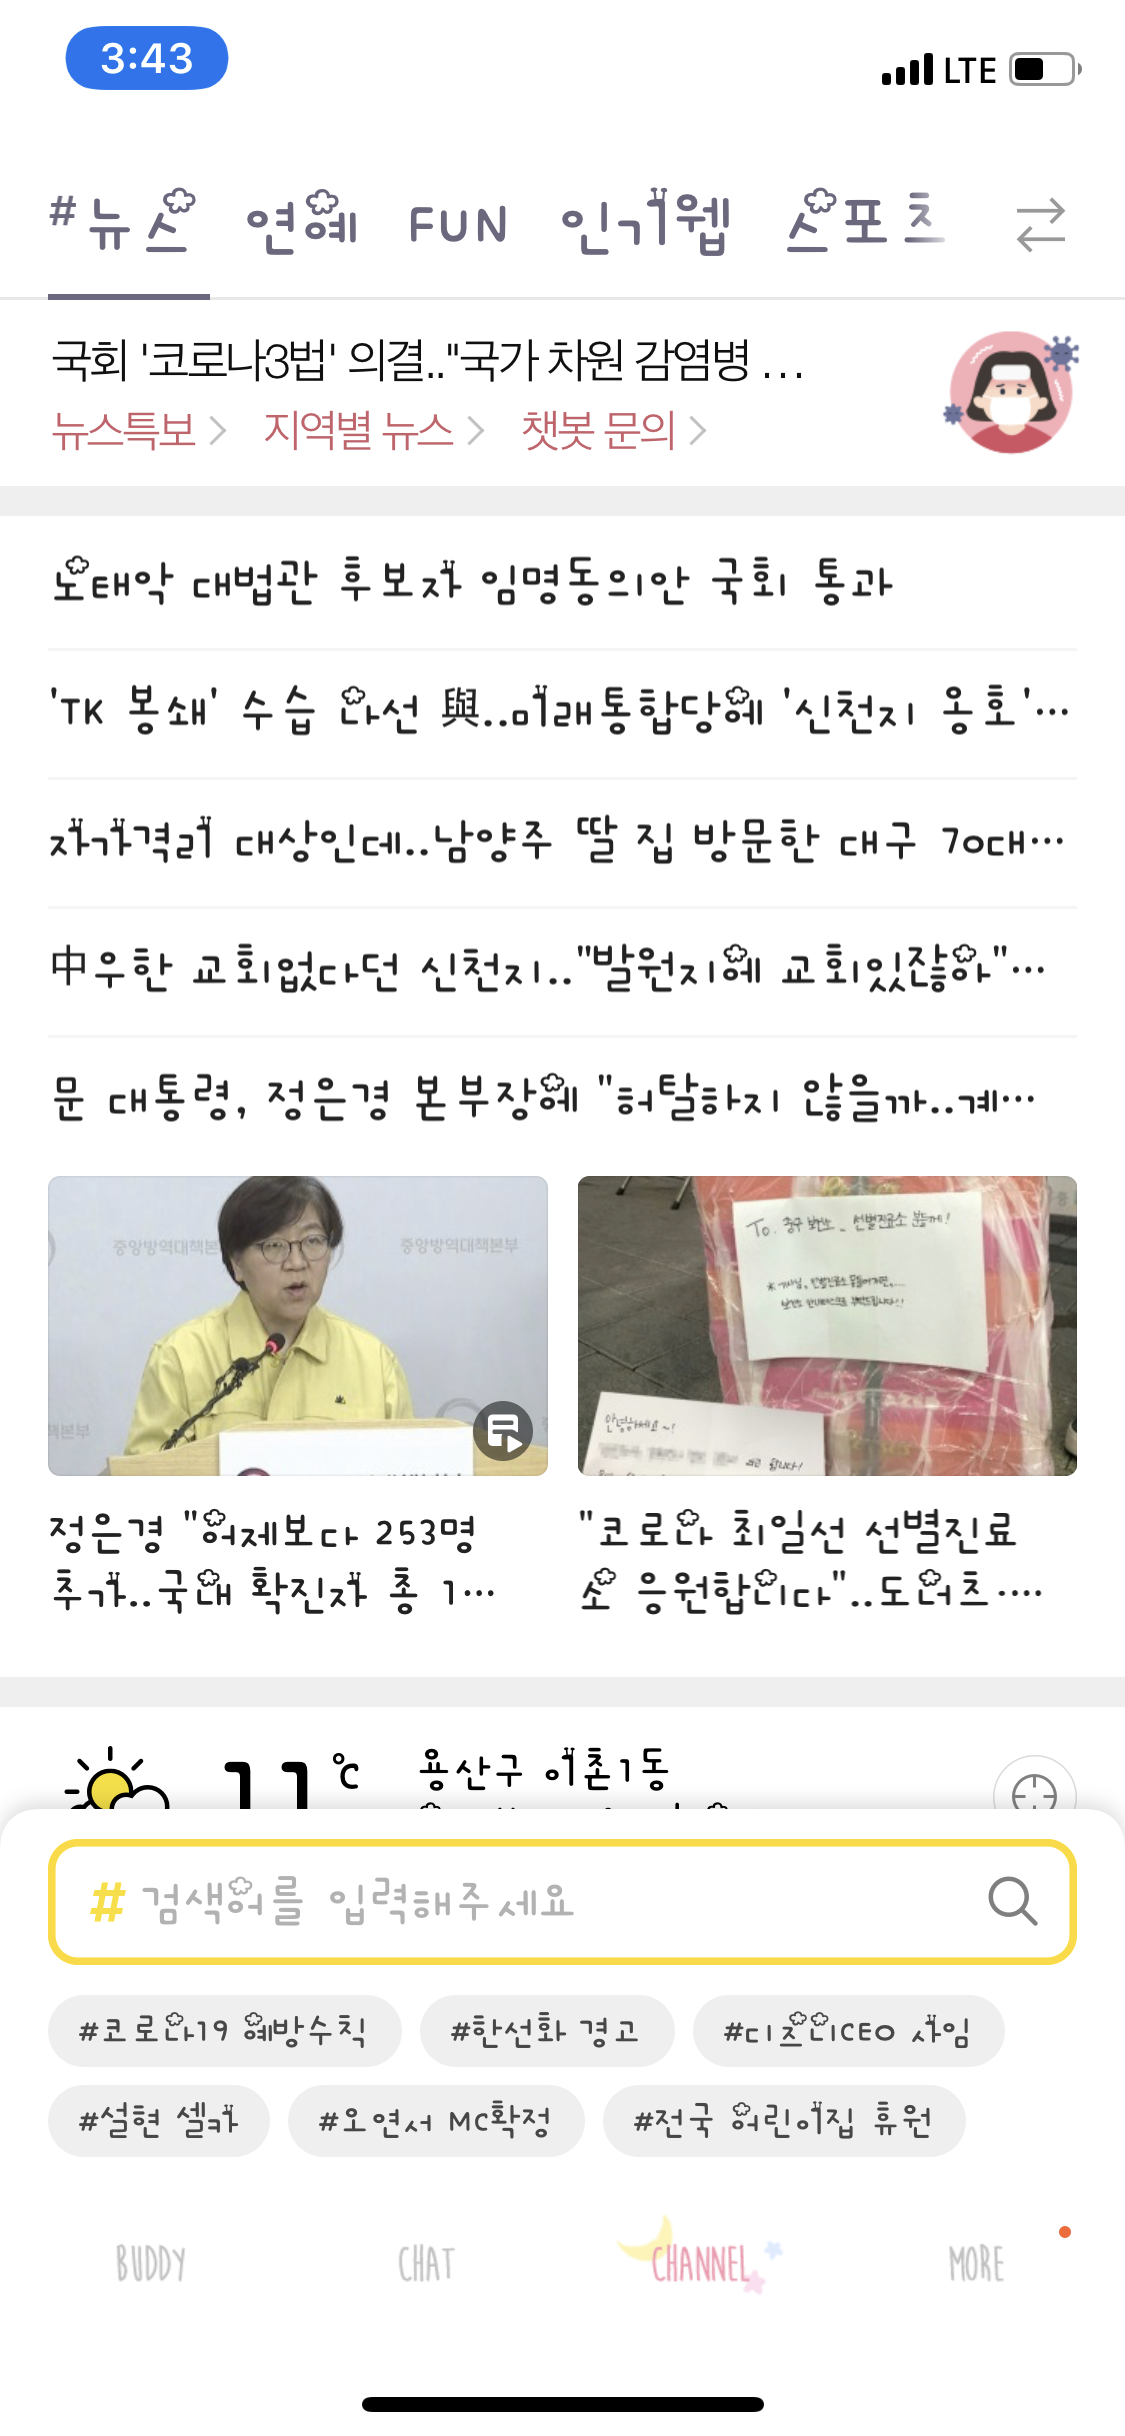 3:43
LTE
#뉴스 연예 FUN 인기웹 스포츠
국회 '코로나3법' 의결.."국가 차원 감염병 ...
뉴스특보 지역별 뉴스 챗봇 문의
노태악 대법관 후보자 임명동의안 국회 통과
'TK 봉쇄' 수습 나선 與..미래통합당에 '신천지 옹호'…
자가격리 대상인데..남양주 딸 집 방문한 대구 70대…
中우한 교회없다던 신천지.."발원지에 교회있잖아"…
문 대통령, 정은경 본부장에 "허탈하지 않을까..계…
중앙방역대책본 중앙방역대책본부
책본부
To. 중구 보건소 _ 선별진료소 분들께!
안녕하세요~!
정은경 "어제보다 253명
추가..국내 확진자 총 1…
"코로나 최일선 선별진료
소 응원합니다"..도너츠·…
11 ℃ 용산구 이촌1동
# 검색어를 입력해주세요
#코로나19 예방수칙 #한선화 경고 #디즈니CEO 사임
#설현 셀카 #오연서 MC확정 #전국 어린이집 휴원
BUDDY CHAT CHANNEL MORE